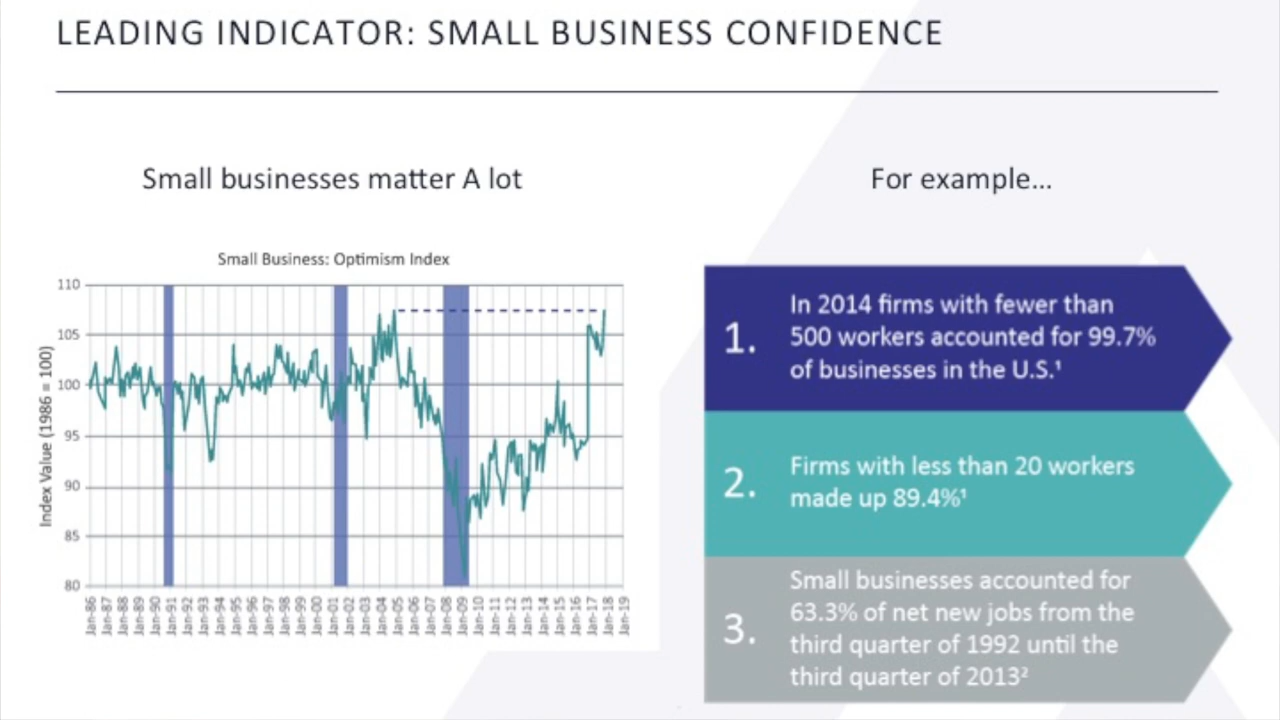 LEADING INDICATOR: SMALL BUSINESS CONFIDENCE
Small businesses matter A lot
Small Business: Optimism Index
Index Value (1986 = 100)
110
105
100
95
90
85
80
Jan-86
Jan-87
Jan-88
Jan-89
Jan-90
Jan-91
Jan-92
Jan-93
Jan-94
Jan-95
Jan-96
Jan-97
Jan-98
Jan-99
Jan-00
Jan-01
Jan-02
Jan-03
Jan-04
Jan-05
Jan-06
Jan-07
Jan-08
Jan-09
Jan-10
Jan-11
Jan-12
Jan-13
Jan-14
Jan-15
Jan-16
Jan-17
Jan-18
Jan-19
For example...
1.
In 2014 firms with fewer than
500 workers accounted for 99.7%
of businesses in the U.S.¹
2.
Firms with less than 20 workers
made up 89.4%¹
3.
Small businesses accounted for
63.3% of net new jobs from the
third quarter of 1992 until the
third quarter of 2013²